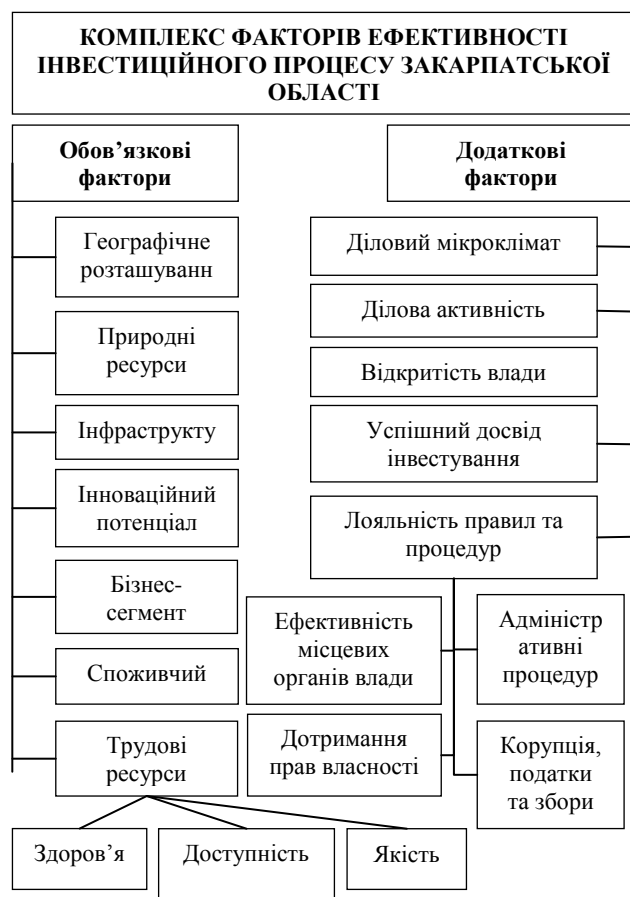 КОМПЛЕКС ФАКТОРІВ ЕФЕКТИВНОСТІ
ІНВЕСТИЦІЙНОГО ПРОЦЕСУ ЗАКАРПАТСЬКОЇ
ОБЛАСТІ
Обов’язкові
фактори
Географічне
розташуванн
Природні
ресурси
Інфраструкту
Інноваційний
потенціал
Бізнес-
сегмент
Споживчий
Трудові
ресурси
Здоров’я
Доступність
Якість
Додаткові
фактори
Діловий мікроклімат
Ділова активність
Відкритість влади
Успішний досвід
інвестування
Лояльність правил та
процедур
Ефективність
місцевих
органів влади
Дотримання
прав власності
Адміністр
ативні
процедур
Корупція,
податки
та збори